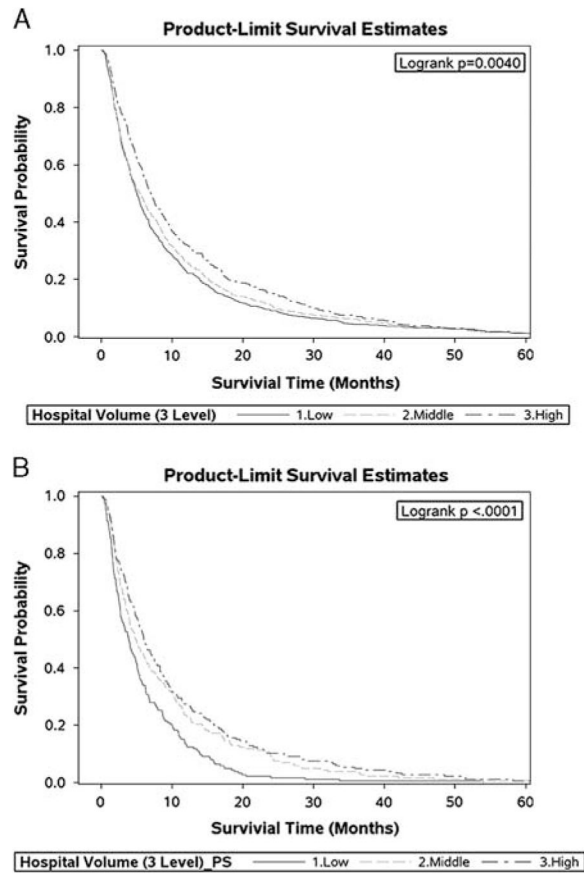 A
Product-Limit Survival Estimates
Logrank p=0.0040
1.0
0.8
0.6
0.4
0.2
0.0
Survival Probability
0 10 20 30 40 50 60
Survivial Time (Months)
Hospital Volume (3 Level) 1.Low 2.Middle 3.High
B
Product-Limit Survival Estimates
Logrank p <.0001
1.0
0.8
0.6
0.4
0.2
0.0
Survival Probability
0 10 20 30 40 50 60
Survivial Time (Months)
Hospital Volume (3 Level)_PS 1.Low 2.Middle 3.High